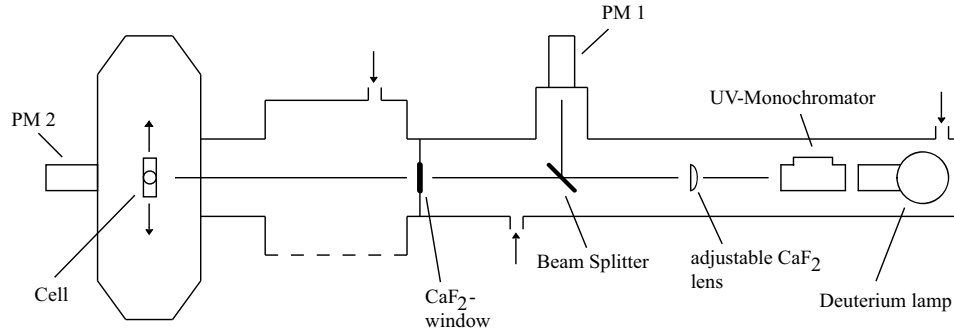 PM 1
UV-Monochromator
PM 2
Cell
CaF2-
window
Beam Splitter
adjustable CaF2
lens
Deuterium lamp